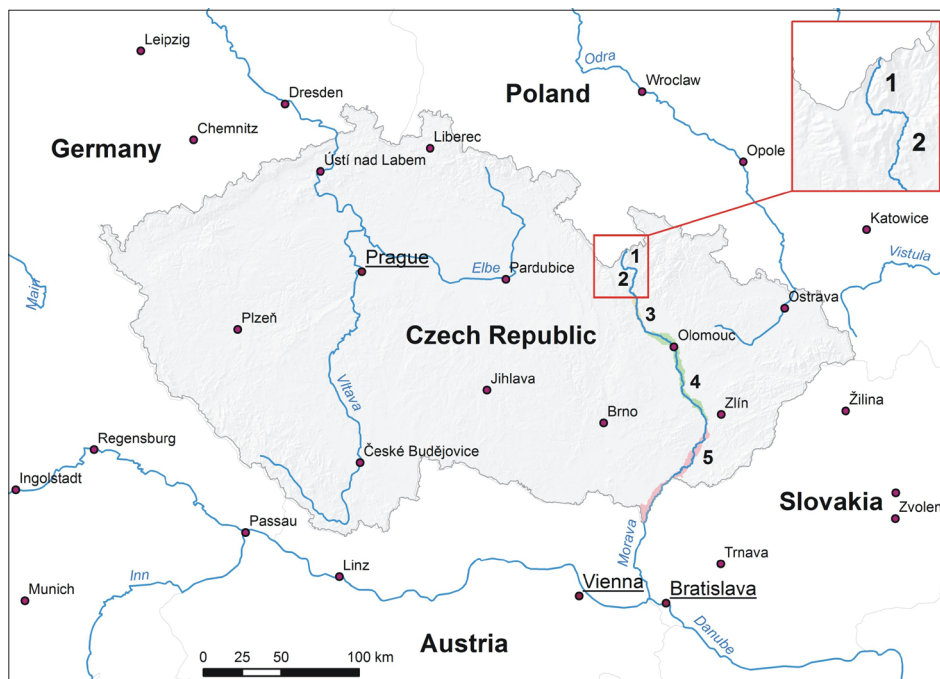 Leipzig
Odra
1
Dresden
Wroclaw
Poland
2
Chemnitz
Liberec
Germany
Ústí nad Labem
Opole
Katowice
Prague
1
Vistula
Elbe
Pardubice
2
Main
Ostrava
3
Plzeň
Czech Republic
Olomouc
4
Vltava
Jihlava
Zlín
Žilina
Brno
Regensburg
České Budějovice
5
Ingolstadt
Slovakia
Zvolen
Passau
Morava
Trnava
Linz
Inn
Munich
Vienna
Bratislava
Danube
Austria
0 25 50 100 km